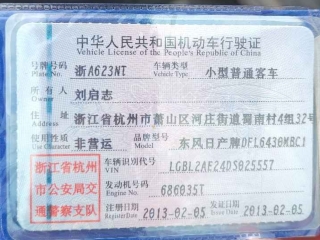 中华人民共和国机动车行驶证
Vehicle License of the People's Republic of China
号牌号码 浙A623NT 车辆类型 小型普通客车
Plate No. Vehicle Type
所有人 刘启志
Owner
住址 浙江省杭州市萧山区河庄街道蜀南村4组32号
Address
使用性质 非营运 品牌型号 东风日产牌DFL6430MBC1
Use Character Model
浙江省杭州
市公安局交
通警察支队
车辆识别代号 LGBL2AE24DS025557
VIN
发动机号码 686035T
Engine No.
注册日期 2013-02-05 发证日期 2013-02-05
Register Date Issue Date